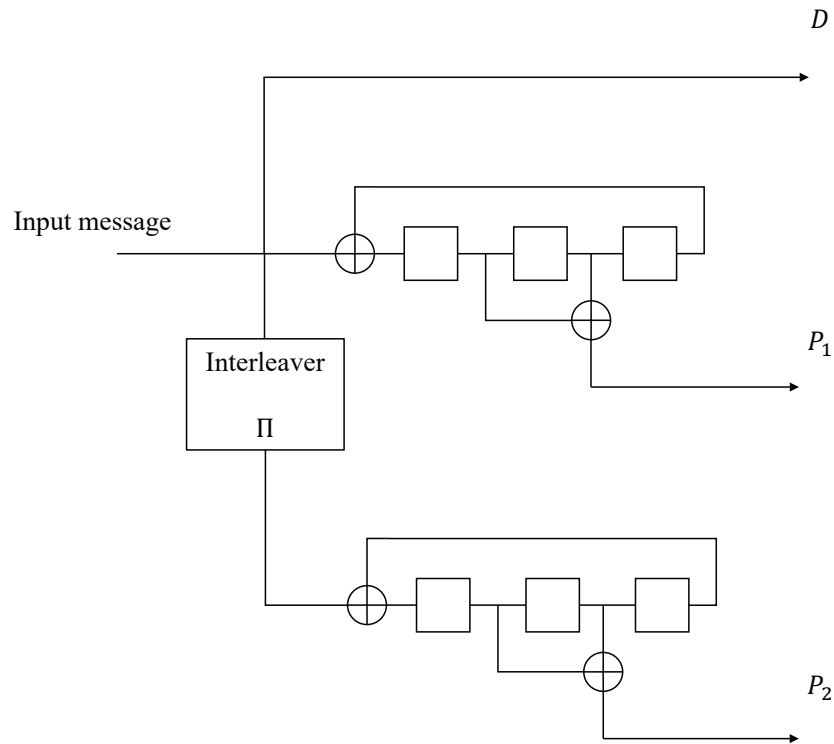 D
Input message
P₁
Interleaver
Π
P₂